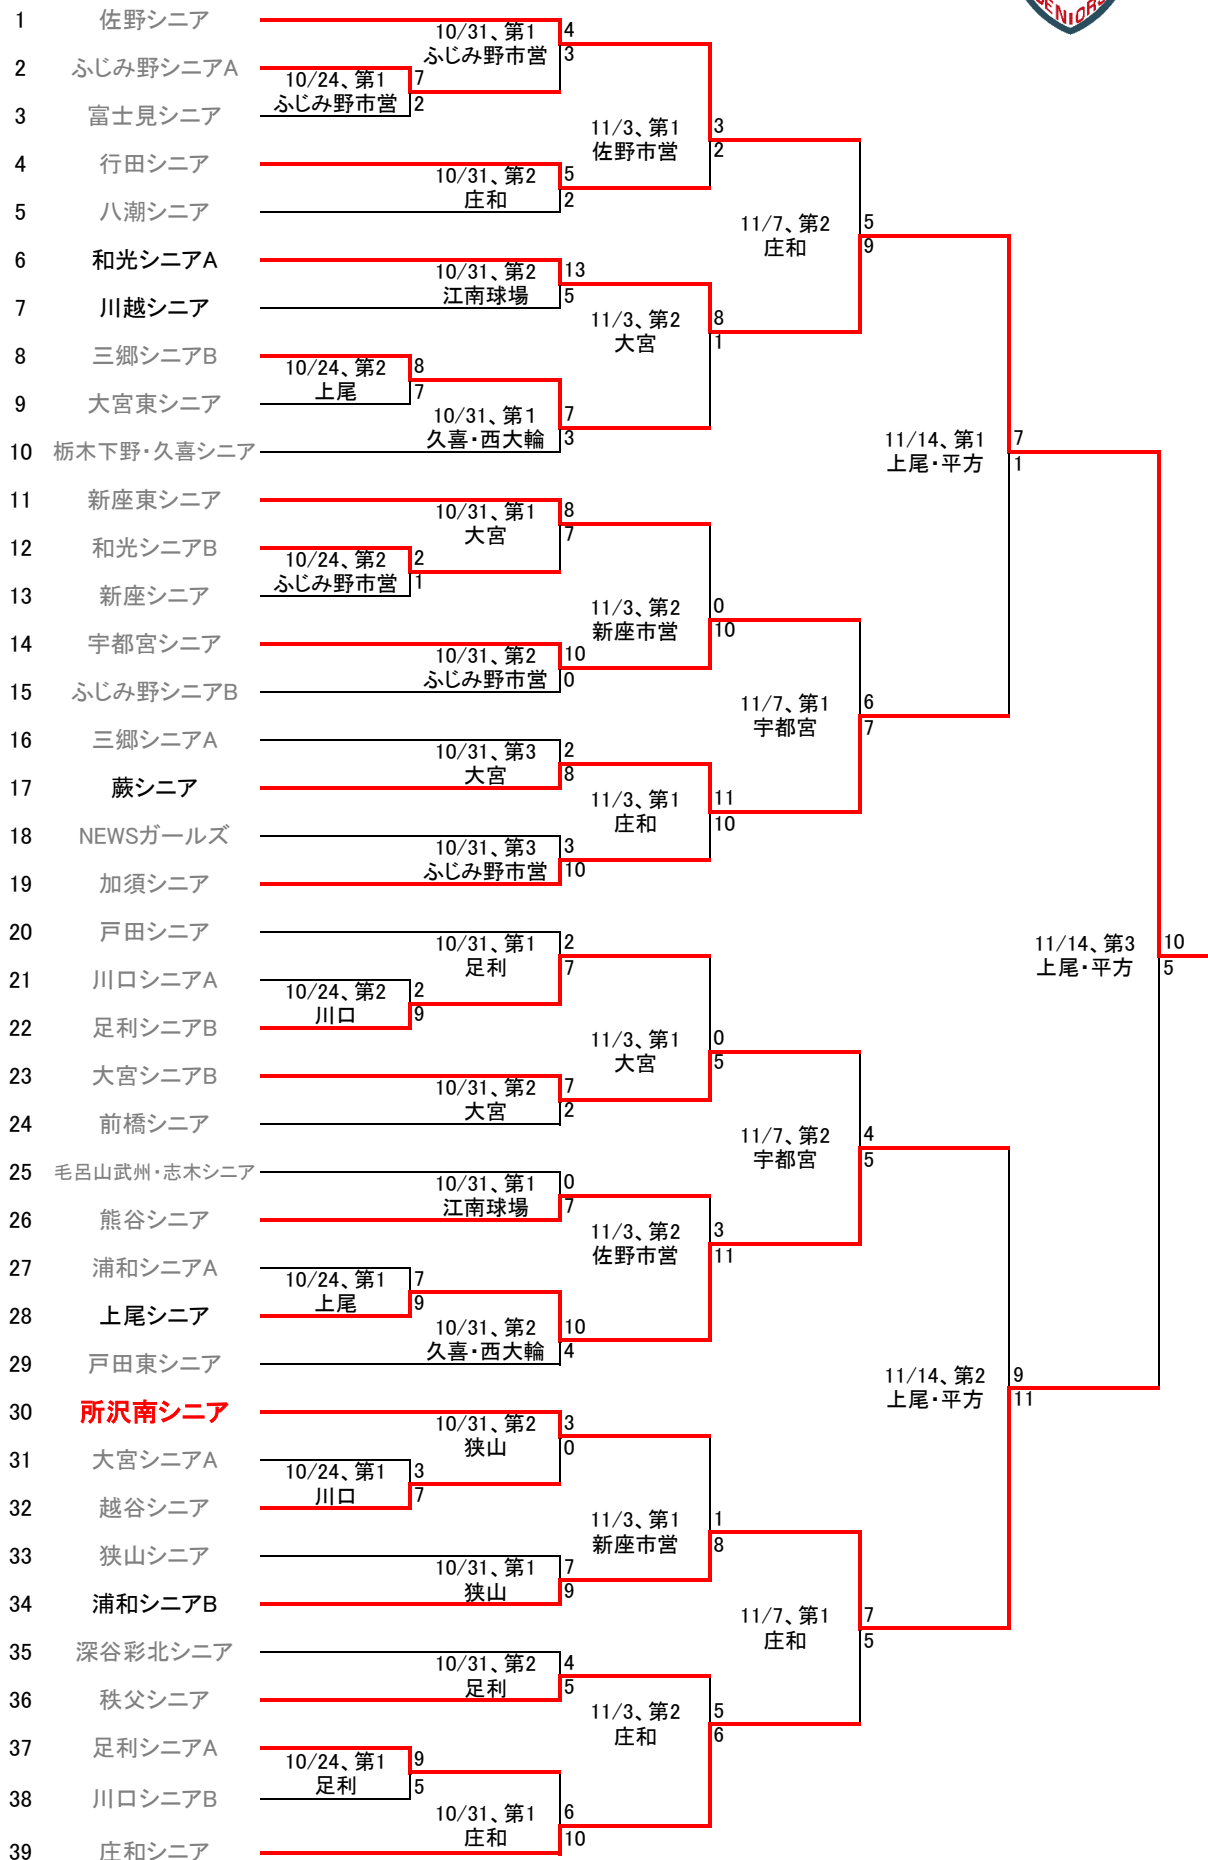 ENIORS
1 佐野シニア
10/31、第1 4
ふじみ野市営 3
2 ふじみ野シニアA
10/24、第1 7
ふじみ野市営 2
3 富士見シニア
11/3、第1 3
佐野市営 2
4 行田シニア
10/31、第2 5
庄和 2
5 八潮シニア
11/7、第2 5
庄和 9
6 和光シニアA
10/31、第2 13
江南球場 5
7 川越シニア
11/3、第2 8
大宮 1
8 三郷シニアB
10/24、第2 8
上尾 7
9 大宮東シニア
10/31、第1 7
久喜・西大輪 3
10 栃木下野・久喜シニア
11/14、第1 7
上尾・平方 1
11 新座東シニア
10/31、第1 8
大宮 7
12 和光シニアB
10/24、第2 2
ふじみ野市営 1
13 新座シニア
11/3、第2 0
新座市営 10
14 宇都宮シニア
10/31、第2 10
ふじみ野市営 0
15 ふじみ野シニアB
11/7、第1 6
宇都宮 7
16 三郷シニアA
10/31、第3 2
大宮 8
17 蕨シニア
11/3、第1 11
庄和 10
18 NEWSガールズ
10/31、第3 3
ふじみ野市営 10
19 加須シニア
20 戸田シニア
10/31、第1 2
足利 7
11/14、第3 10
上尾・平方 5
21 川口シニアA
10/24、第2 2
川口 9
22 足利シニアB
11/3、第1 0
大宮 5
23 大宮シニアB
10/31、第2 7
大宮 2
24 前橋シニア
11/7、第2 4
宇都宮 5
25 毛呂山武州・志木シニア
10/31、第1 0
江南球場 7
26 熊谷シニア
11/3、第2 3
佐野市営 11
27 浦和シニアA
10/24、第1 7
上尾 9
28 上尾シニア
10/31、第2 10
久喜・西大輪 4
29 戸田東シニア
11/14、第2 9
上尾・平方 11
30 所沢南シニア
10/31、第2 3
狭山 0
31 大宮シニアA
10/24、第1 3
川口 7
32 越谷シニア
11/3、第1 1
新座市営 8
33 狭山シニア
10/31、第1 7
狭山 9
34 浦和シニアB
11/7、第1 7
庄和 5
35 深谷彩北シニア
10/31、第2 4
足利 5
36 秩父シニア
11/3、第2 5
庄和 6
37 足利シニアA
10/24、第1 9
足利 5
38 川口シニアB
10/31、第1 6
庄和 10
39 庄和シニア